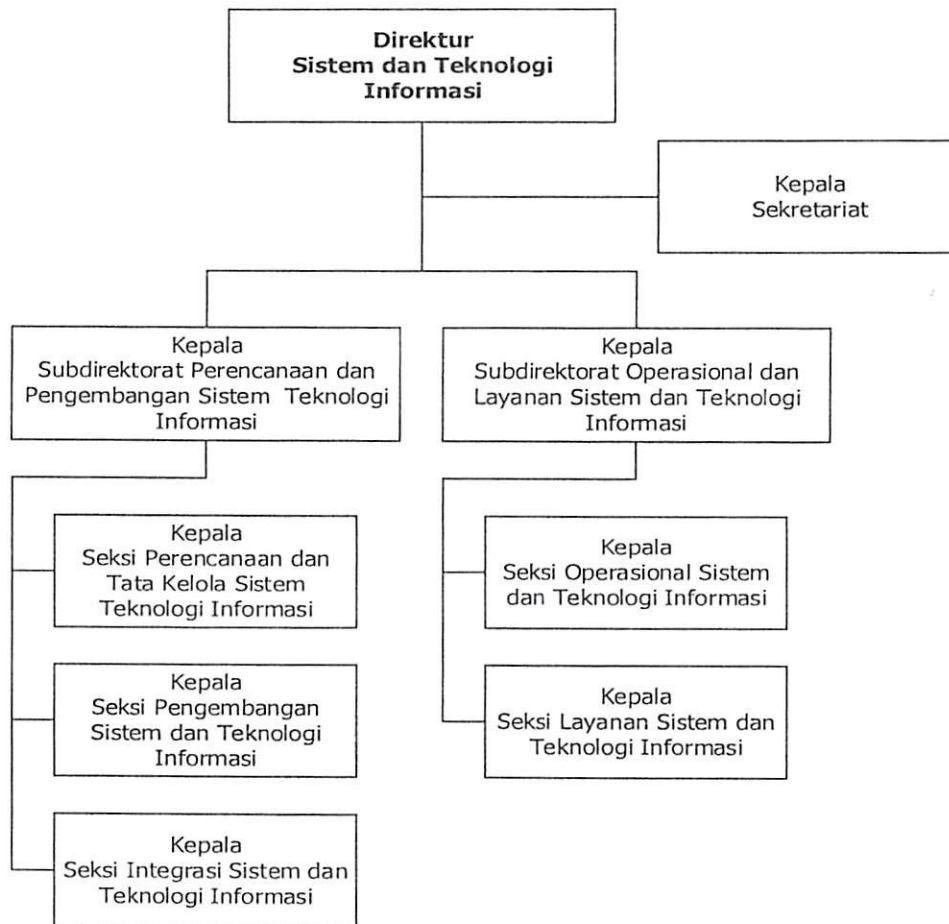 Direktur
Sistem dan Teknologi
Informasi
Kepala
Sekretariat
Kepala
Subdirektorat Perencanaan dan
Pengembangan Sistem Teknologi
Informasi
Kepala
Subdirektorat Operasional dan
Layanan Sistem dan Teknologi
Informasi
Kepala
Seksi Perencanaan dan
Tata Kelola Sistem
Teknologi Informasi
Kepala
Seksi Pengembangan
Sistem dan Teknologi
Informasi
Kepala
Seksi Integrasi Sistem dan
Teknologi Informasi
Kepala
Seksi Operasional Sistem
dan Teknologi Informasi
Kepala
Seksi Layanan Sistem dan
Teknologi Informasi